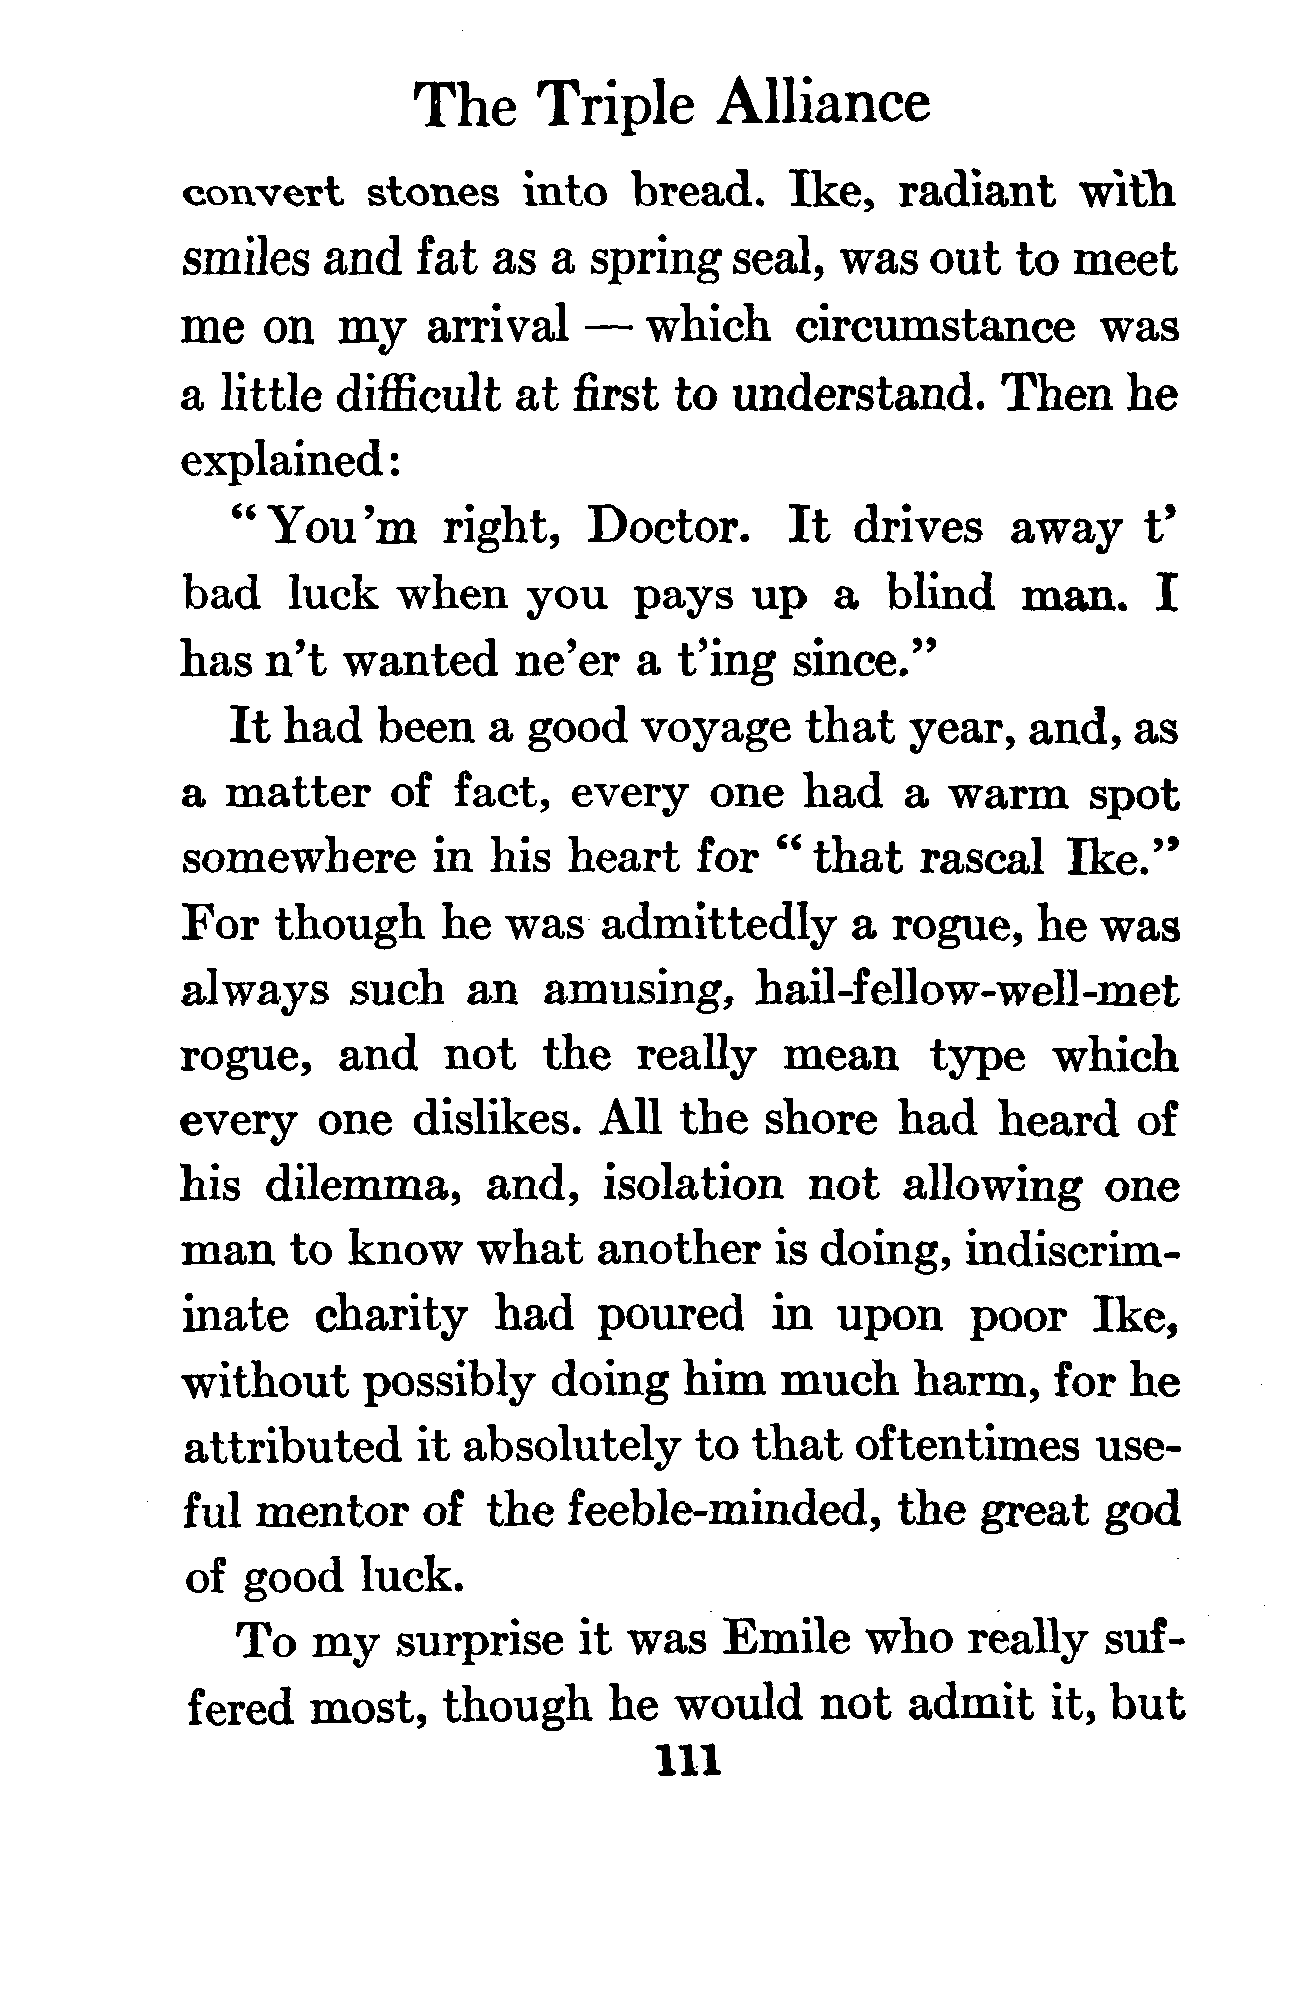 The Triple Alliance
convert stones into bread. Ike, radiant with
smiles and fat as a spring seal, was out to meet
me on my arrival — which circumstance was
a little difficult at first to understand. Then he
explained:
“You 'm right, Doctor. It drives away t'
bad luck when you pays up a blind man. I
has n't wanted ne'er a t'ing since.”
It had been a good voyage that year, and, as
a matter of fact, every one had a warm spot
somewhere in his heart for “that rascal Ike.”
For though he was admittedly a rogue, he was
always such an amusing, hail-fellow-well-met
rogue, and not the really mean type which
every one dislikes. All the shore had heard of
his dilemma, and, isolation not allowing one
man to know what another is doing, indiscrim-
inate charity had poured in upon poor Ike,
without possibly doing him much harm, for he
attributed it absolutely to that oftentimes use-
ful mentor of the feeble-minded, the great god
of good luck.
To my surprise it was Emile who really suf-
fered most, though he would not admit it, but
111